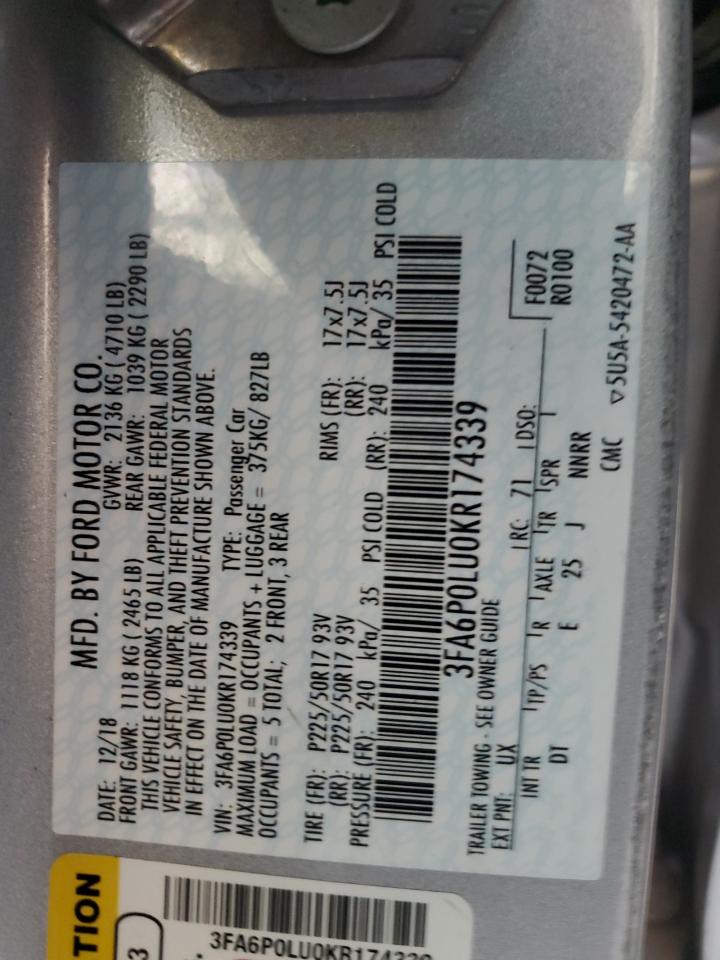 MFD. BY FORD MOTOR CO.
DATE: 12/18 GVWR: 2136 KG ( 4710 LB)
FRONT GAWR: 1118 KG ( 2465 LB) REAR GAWR: 1039 KG ( 2290 LB)
THIS VEHICLE CONFORMS TO ALL APPLICABLE FEDERAL MOTOR
VEHICLE SAFETY, BUMPER, AND THEFT PREVENTION STANDARDS
IN EFFECT ON THE DATE OF MANUFACTURE SHOWN ABOVE.
VIN: 3FA6P0LU0KR174339 TYPE: Passenger Car
MAXIMUM LOAD = OCCUPANTS + LUGGAGE = 375KG/ 827LB
OCCUPANTS = 5 TOTAL; 2 FRONT, 3 REAR
TIRE (FR): P225/50R17 93V RIMS (FR): 17x7.5J
(RR): P225/50R17 93V (RR): 17x7.5J
PRESSURE (FR): 240 kPa/ 35 PSI COLD (RR): 240 kPa/ 35 PSI COLD
3FA6P0LU0KR174339
TRAILER TOWING - SEE OWNER GUIDE
EXT PNT: UX RC: 71 DSO: F0072
INT TR TP/PS R AXLE TR SPR R0100
DT E 25 J NNRR
CMC ▽5U5A-5420472-AA
TION
3
3FA6P0LU0KR174339